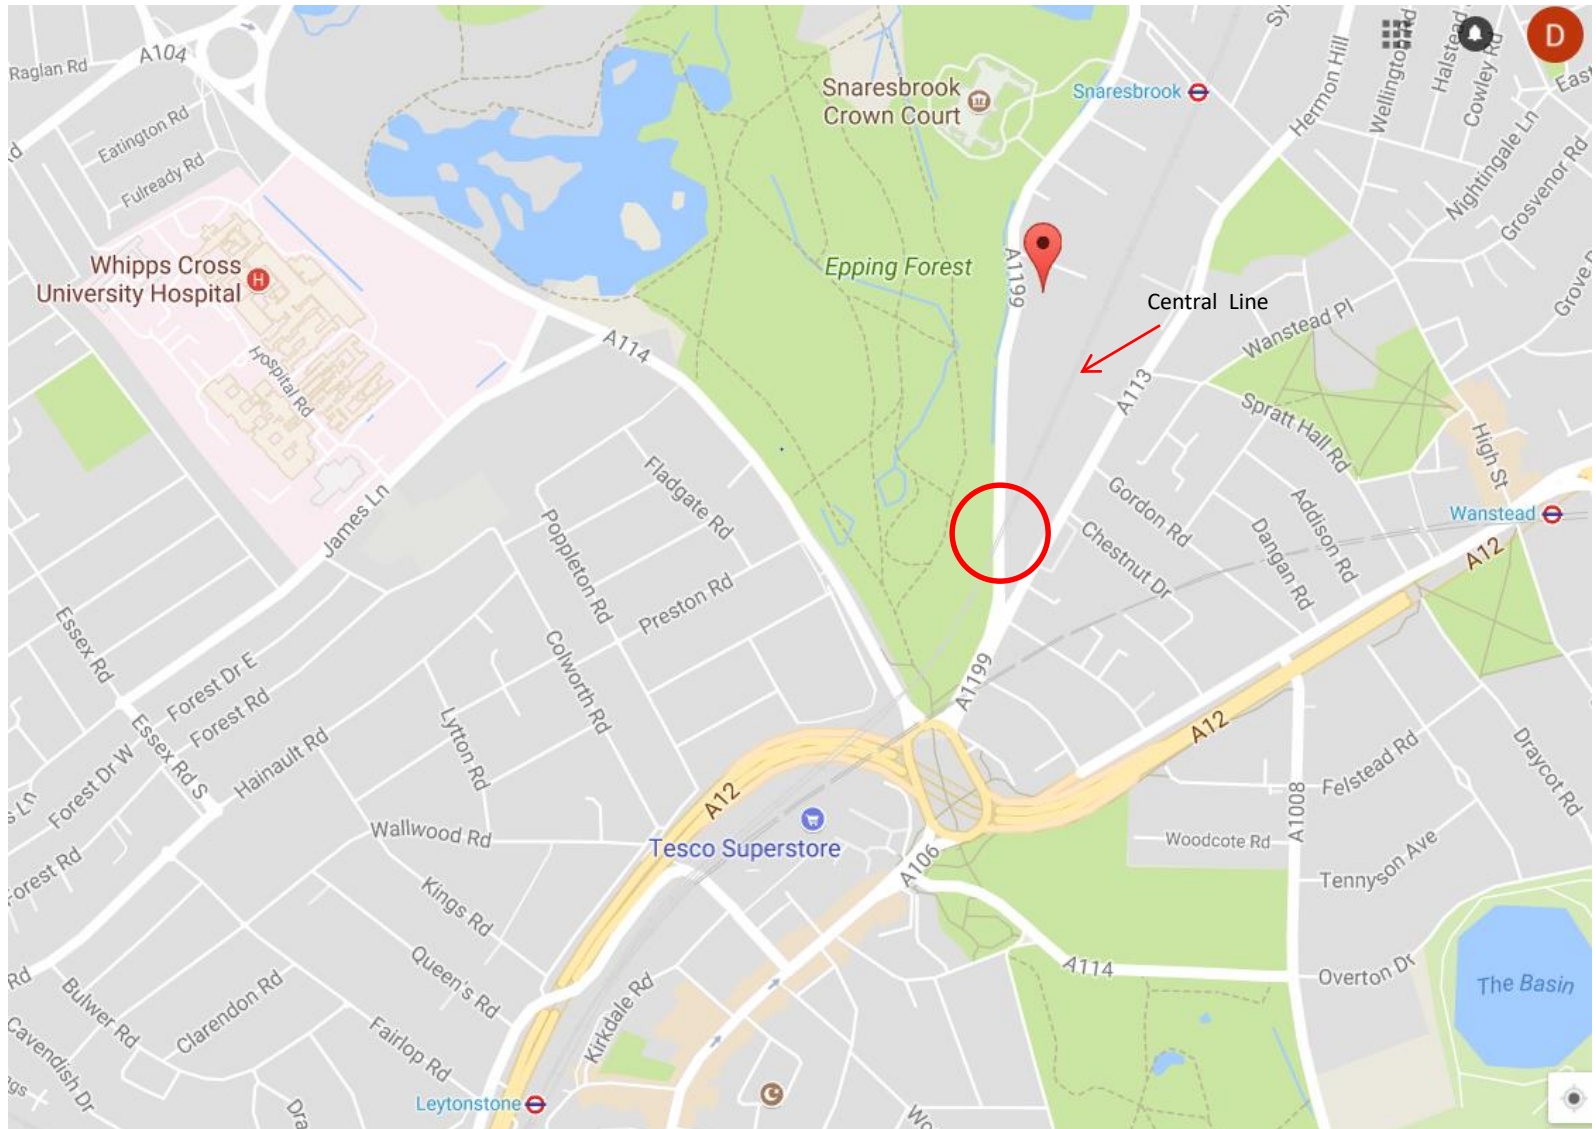 A104
Raglan Rd
Eatington Rd
Fulready Rd
Whipps Cross
University Hospital
H
Hospital Rd
Snaresbrook
Crown Court
Snaresbrook
Hermon Hill
Wellington Rd
Halstead
Cowley Rd
D
East
Nightingale Ln
Grosvenor Rd
Grove
Epping Forest
A1199
Central Line
Wanstead Pl
A114
A113
Spratt Hall Rd
High St
Wanstead
A12
James Ln
Fladgate Rd
Poppleton Rd
Preston Rd
Colworth Rd
Gordon Rd
Chestnut Dr
Addison Rd
Dangan Rd
Essex Rd
Forest Dr E
Forest Rd
Essex Rd S
Forest Dr W
Hainault Rd
Lytton Rd
A1199
A12
A12
Felstead Rd
Draycot Rd
A1008
Woodcote Rd
Tennyson Ave
Wallwood Rd
Tesco Superstore
A106
Kings Rd
Queen's Rd
A114
Overton Dr
The Basin
Bulwer Rd
Clarendon Rd
Fairlop Rd
Kirkdale Rd
Cavendish Dr
Leytonstone